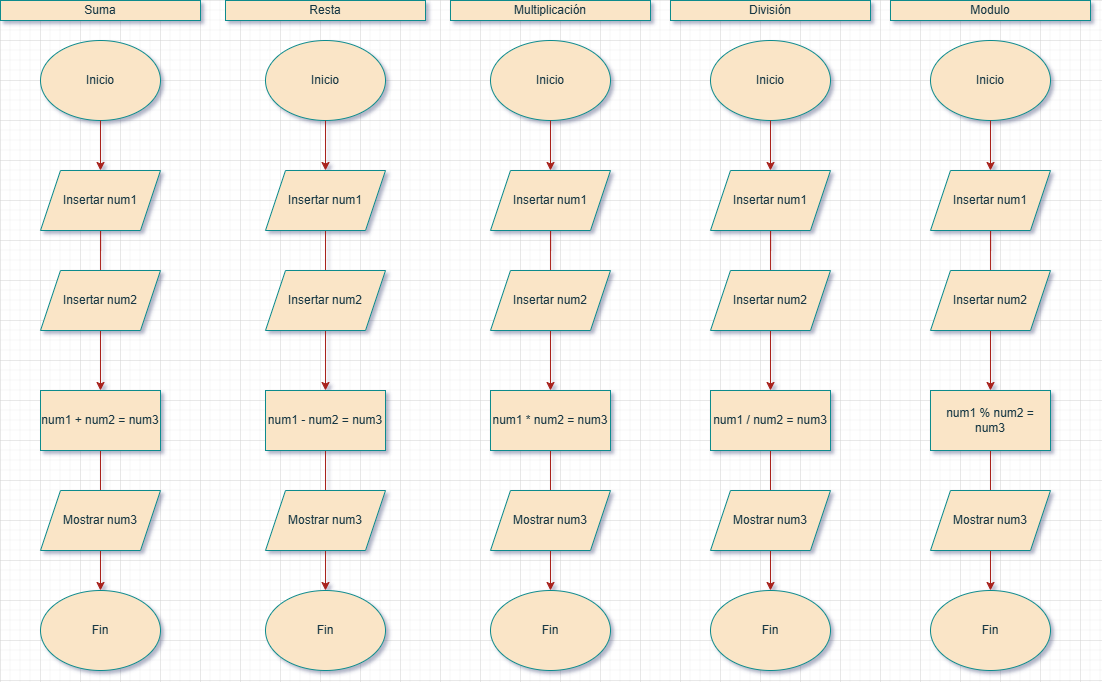 Suma
Inicio
Insertar num1
Insertar num2
num1 + num2 = num3
Mostrar num3
Fin
Resta
Inicio
Insertar num1
Insertar num2
num1 - num2 = num3
Mostrar num3
Fin
Multiplicación
Inicio
Insertar num1
Insertar num2
num1 * num2 = num3
Mostrar num3
Fin
División
Inicio
Insertar num1
Insertar num2
num1 / num2 = num3
Mostrar num3
Fin
Modulo
Inicio
Insertar num1
Insertar num2
num1 % num2 =
num3
Mostrar num3
Fin